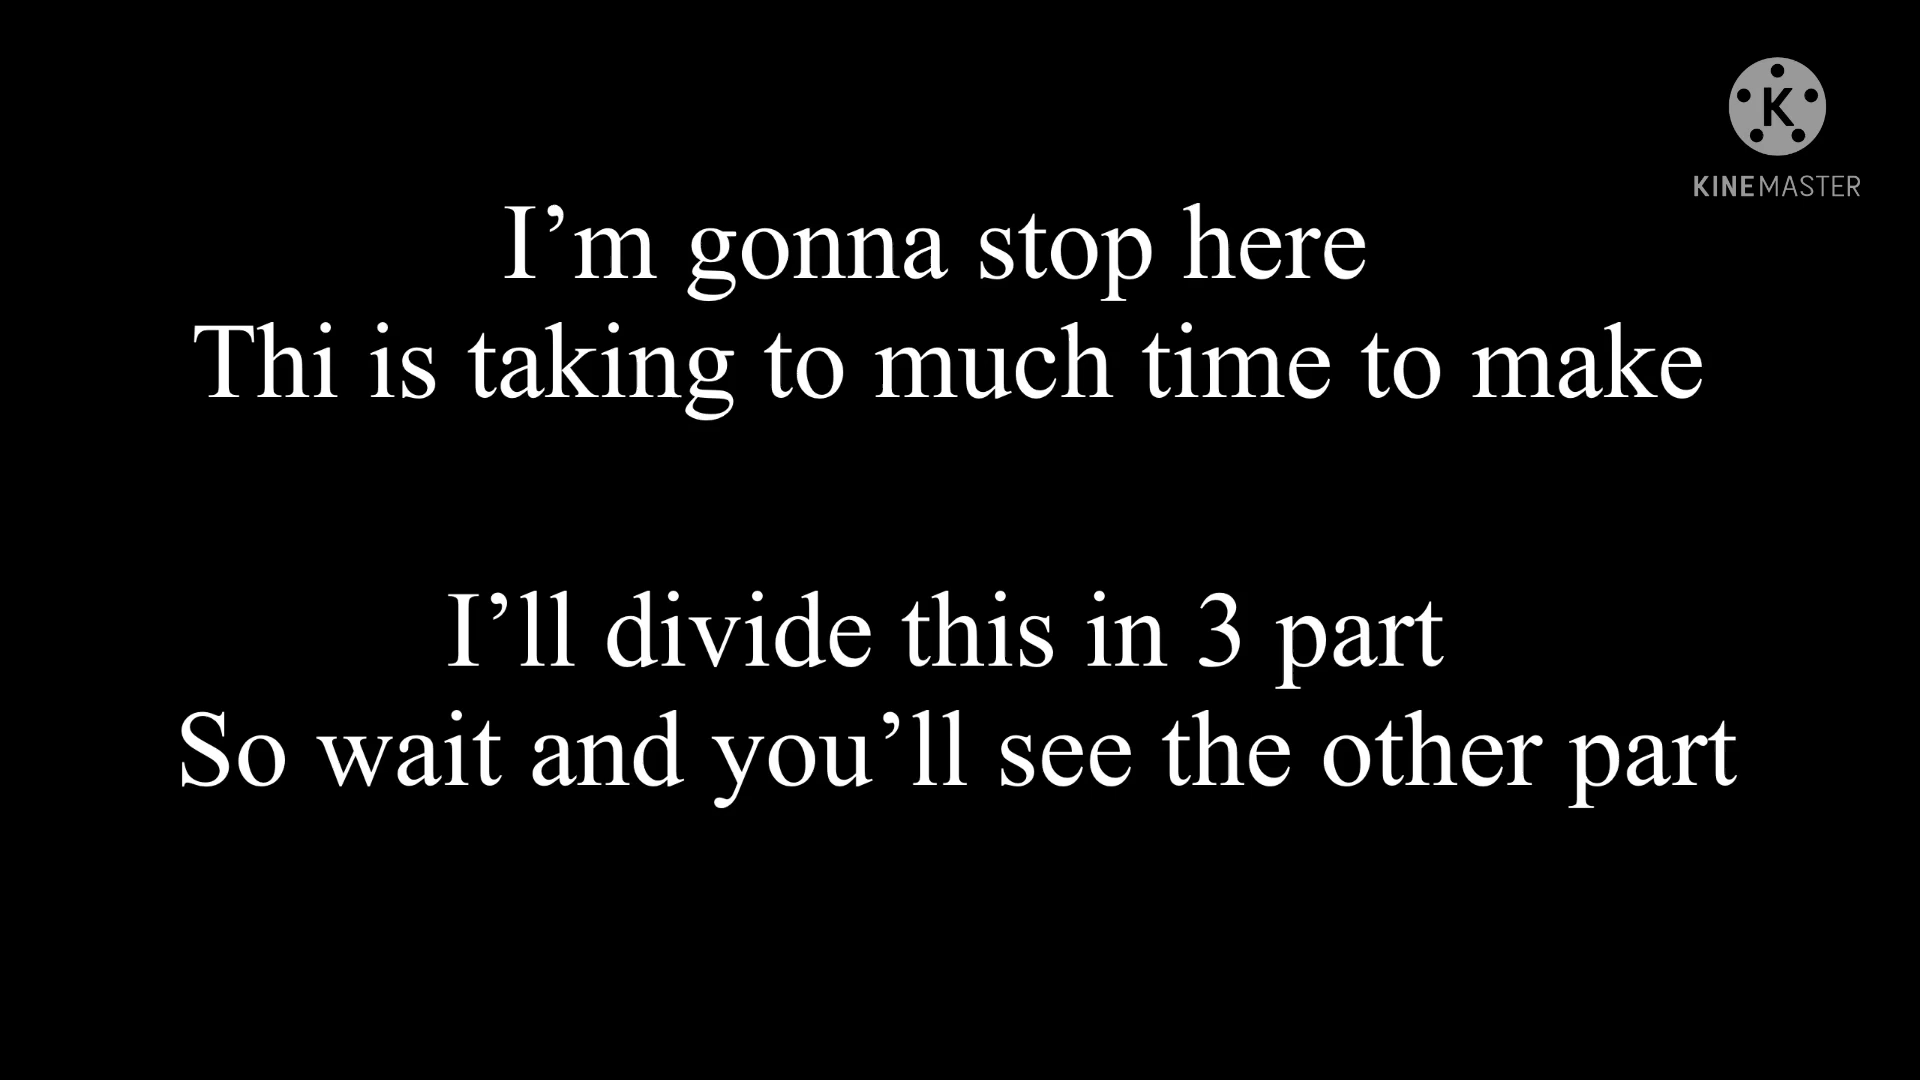 K
KINEMASTER
I’m gonna stop here
Thi is taking to much time to make
I’ll divide this in 3 part
So wait and you’ll see the other part